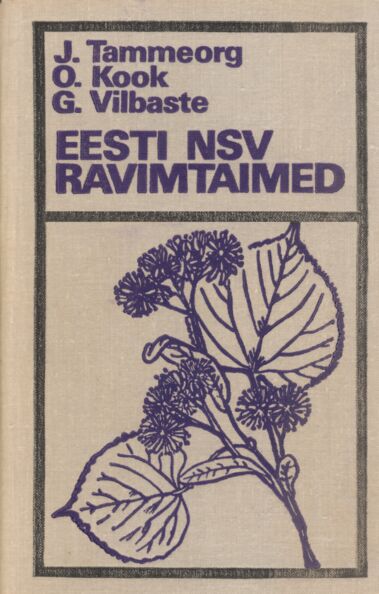 J. Tammeorg
O. Kook
G. Vilbaste
EESTI NSV
RAVIMTAIMED